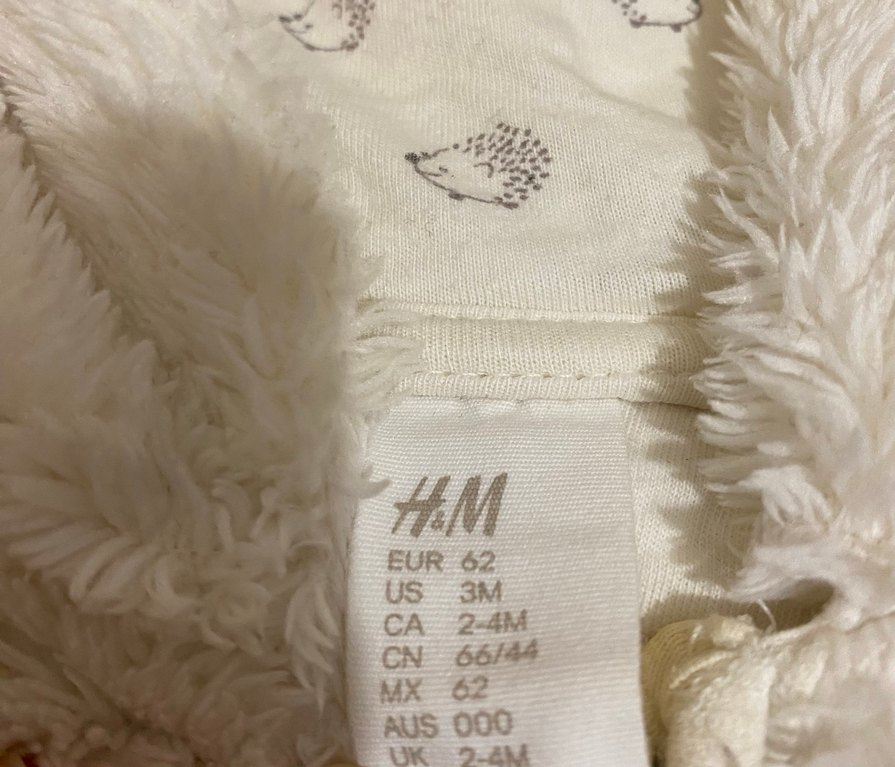 H&M
EUR 62
US 3M
CA 2-4M
CN 66/44
MX 62
AUS 000
UK 2-4M